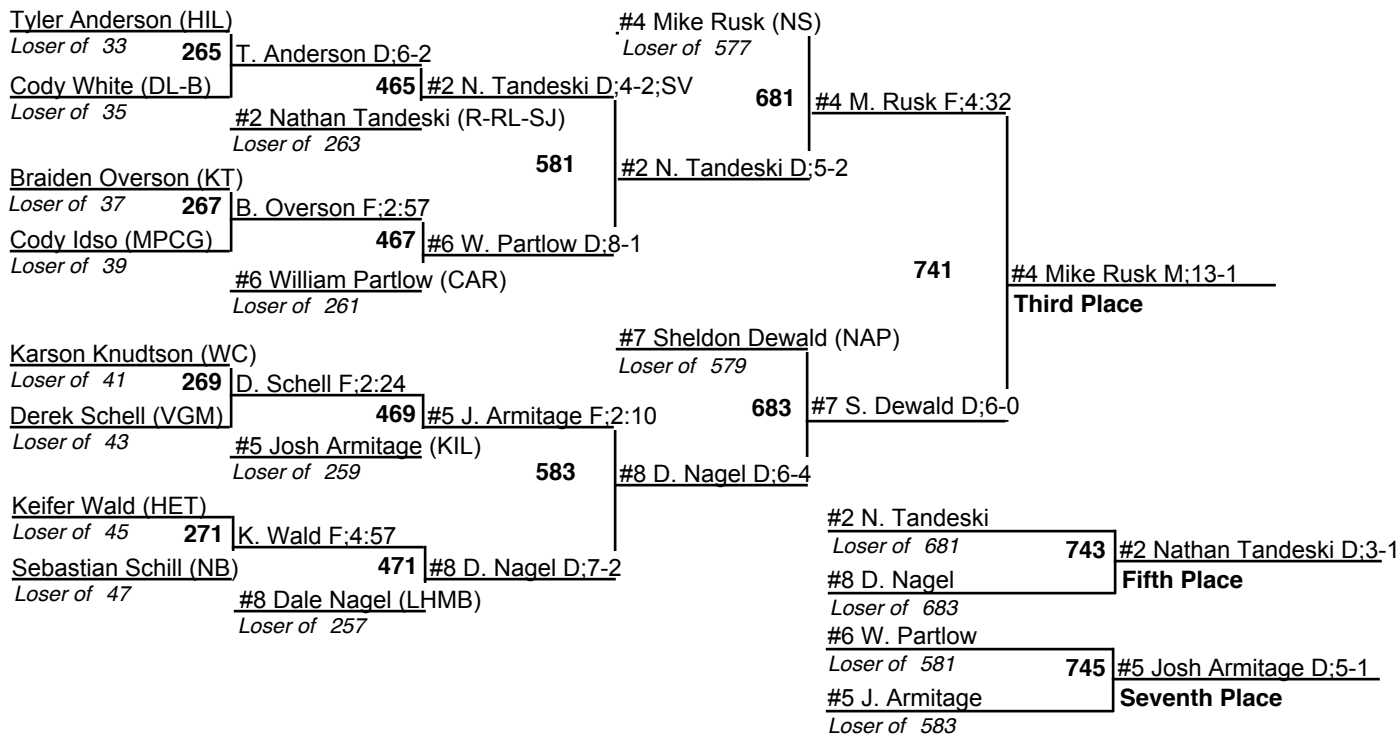 Tyler Anderson (HIL)
Loser of 33
265
T. Anderson D;6-2
Cody White (DL-B)
Loser of 35
465
#2 N. Tandeski D;4-2;SV
#2 Nathan Tandeski (R-RL-SJ)
Loser of 263
581
#2 N. Tandeski D;5-2
Braiden Overson (KT)
Loser of 37
267
B. Overson F;2:57
Cody Idso (MPCG)
Loser of 39
467
#6 W. Partlow D;8-1
#6 William Partlow (CAR)
Loser of 261
#4 Mike Rusk (NS)
Loser of 577
681
#4 M. Rusk F;4:32
741
#4 Mike Rusk M;13-1
Third Place
Karson Knudtson (WC)
Loser of 41
269
D. Schell F;2:24
Derek Schell (VGM)
Loser of 43
469
#5 J. Armitage F;2:10
#5 Josh Armitage (KIL)
Loser of 259
583
#8 D. Nagel D;6-4
Keifer Wald (HET)
Loser of 45
271
K. Wald F;4:57
Sebastian Schill (NB)
Loser of 47
471
#8 D. Nagel D;7-2
#8 Dale Nagel (LHMB)
Loser of 257
#7 Sheldon Dewald (NAP)
Loser of 579
683
#7 S. Dewald D;6-0
#2 N. Tandeski
Loser of 681
743
#2 Nathan Tandeski D;3-1
Fifth Place
#8 D. Nagel
Loser of 683
#6 W. Partlow
Loser of 581
745
#5 Josh Armitage D;5-1
Seventh Place
#5 J. Armitage
Loser of 583